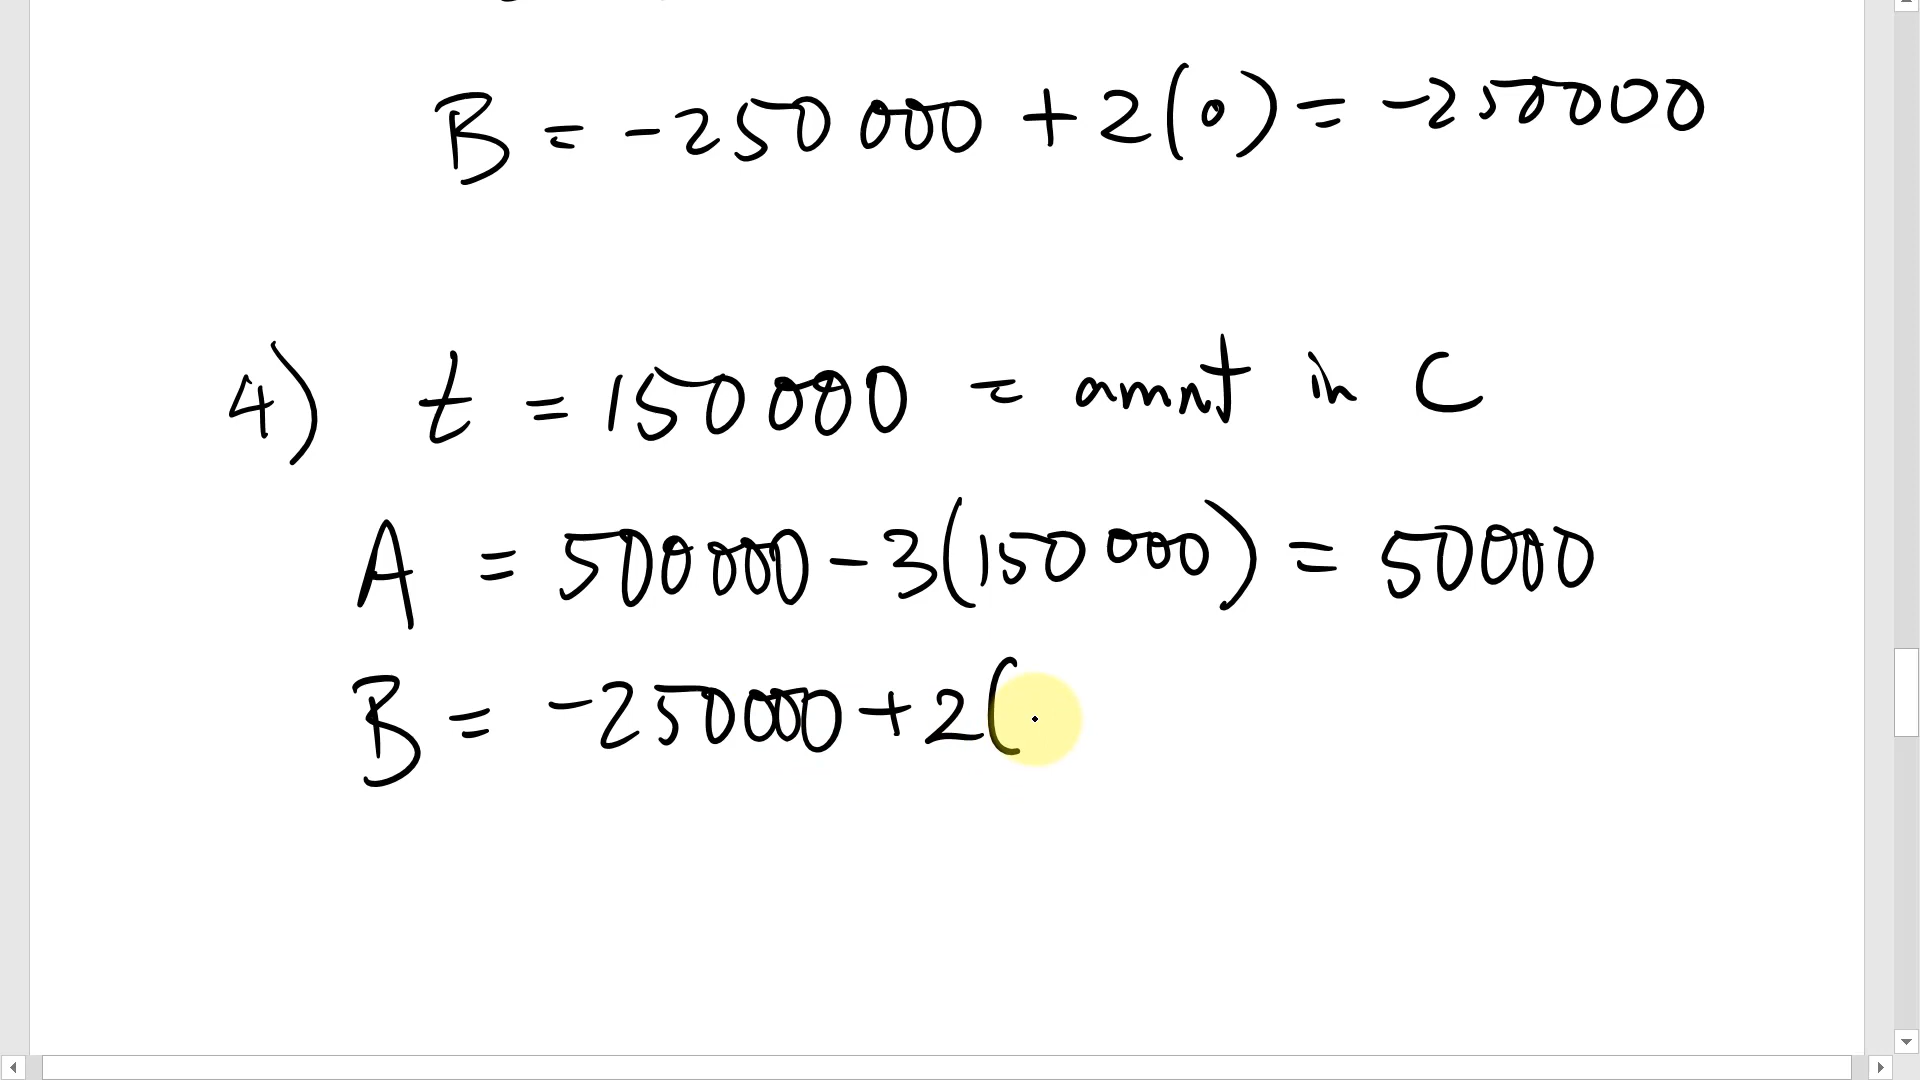 B = -250000 + 2(0) = -250000
4) t = 150000 = amnt in C
A = 500000 - 3(150000) = 50000
B = -250000 + 2(